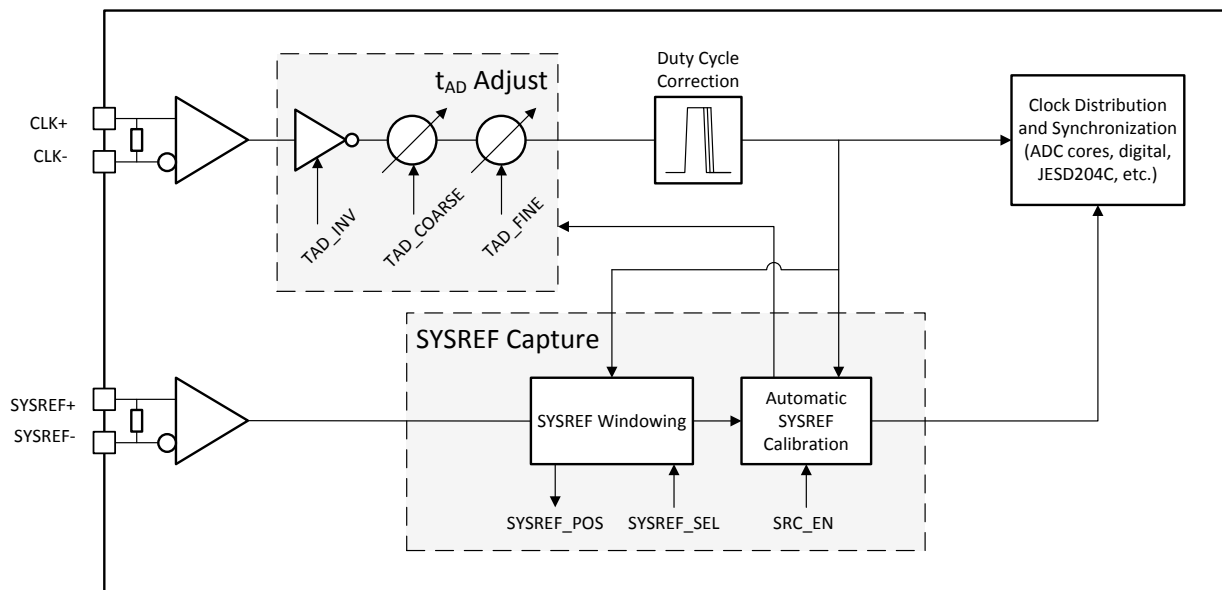 t_AD Adjust
Duty Cycle
Correction
Clock Distribution
and Synchronization
(ADC cores, digital,
JESD204C, etc.)
CLK+
CLK-
TAD_INV
TAD_COARSE
TAD_FINE
SYSREF Capture
SYSREF+
SYSREF-
SYSREF Windowing
Automatic
SYSREF
Calibration
SYSREF_POS
SYSREF_SEL
SRC_EN